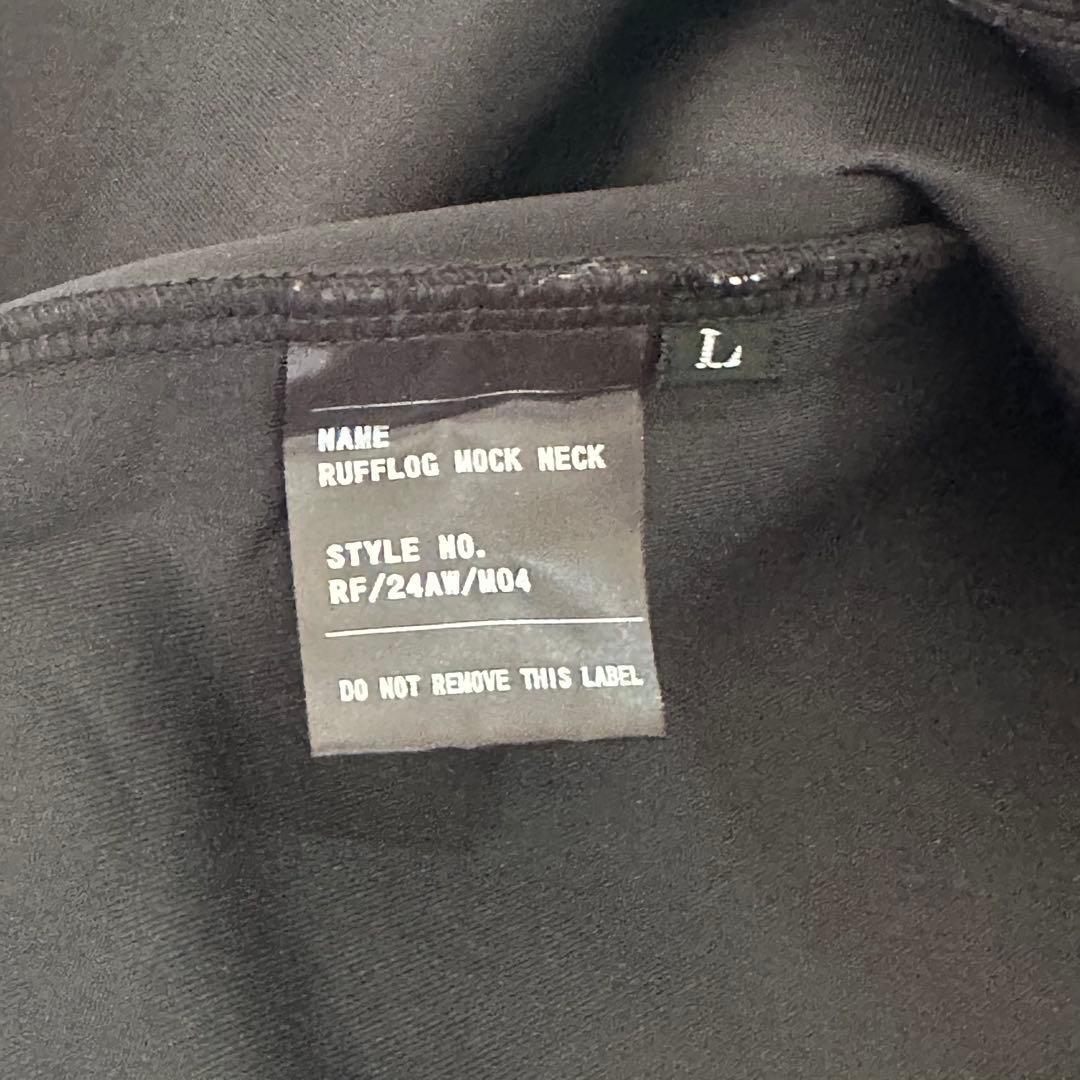 L
NAME
RUFFLOG MOCK NECK
STYLE NO.
RF/24AW/M04
DO NOT REMOVE THIS LABEL